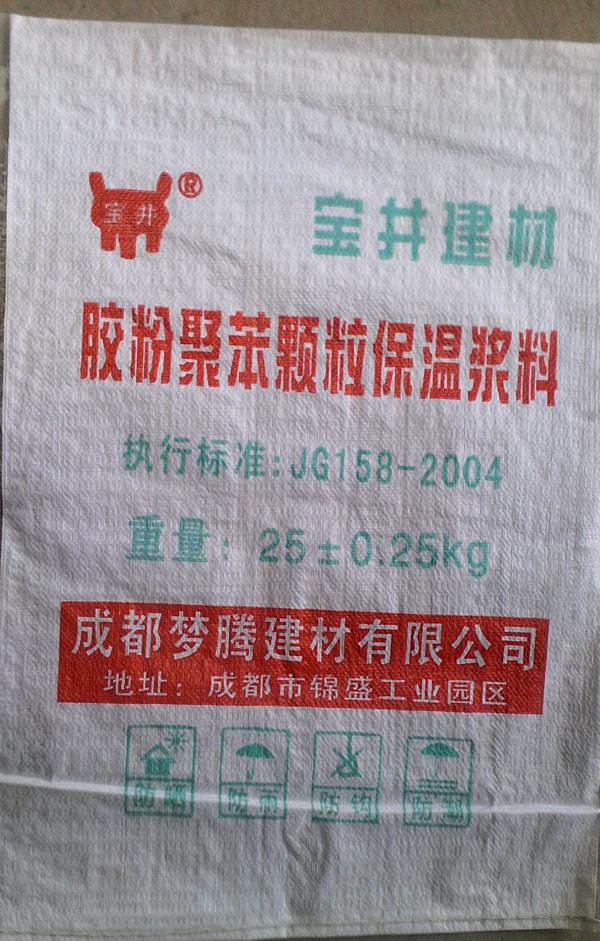 宝井®
宝井建材
胶粉聚苯颗粒保温浆料
执行标准:JG158-2004
重量：25±0.25kg
成都梦腾建材有限公司
地址：成都市锦盛工业园区
防晒 防雨 防钩 防潮